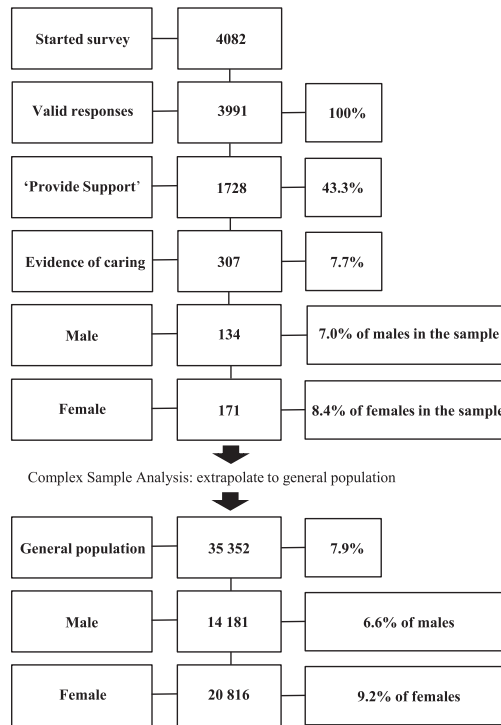 Started survey 4082
Valid responses 3991 100%
‘Provide Support’ 1728 43.3%
Evidence of caring 307 7.7%
Male 134 7.0% of males in the sample
Female 171 8.4% of females in the sample
Complex Sample Analysis: extrapolate to general population
General population 35 352 7.9%
Male 14 181 6.6% of males
Female 20 816 9.2% of females